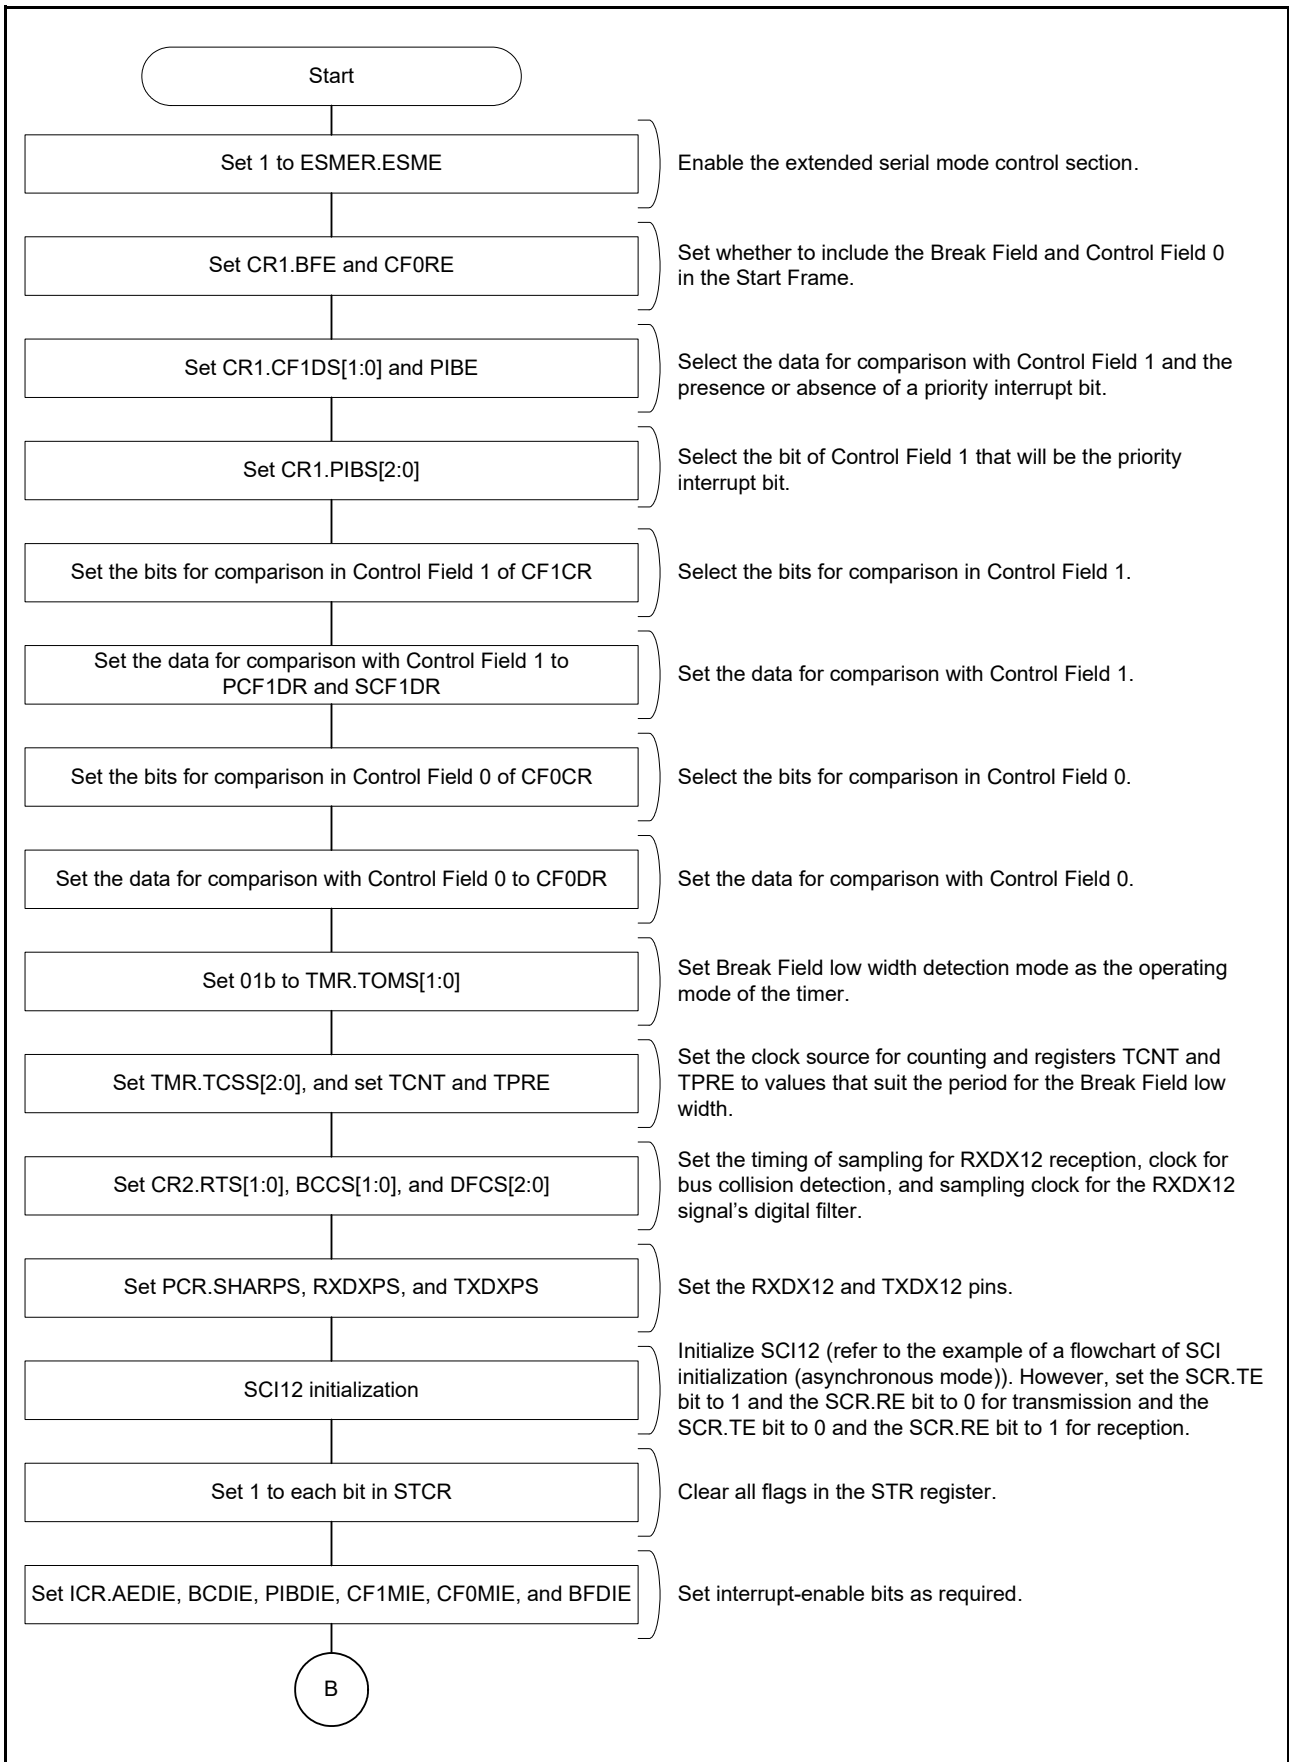 Start
Set 1 to ESMER.ESME
Enable the extended serial mode control section.
Set CR1.BFE and CF0RE
Set whether to include the Break Field and Control Field 0
in the Start Frame.
Set CR1.CF1DS[1:0] and PIBE
Select the data for comparison with Control Field 1 and the
presence or absence of a priority interrupt bit.
Set CR1.PIBS[2:0]
Select the bit of Control Field 1 that will be the priority
interrupt bit.
Set the bits for comparison in Control Field 1 of CF1CR
Select the bits for comparison in Control Field 1.
Set the data for comparison with Control Field 1 to
PCF1DR and SCF1DR
Set the data for comparison with Control Field 1.
Set the bits for comparison in Control Field 0 of CF0CR
Select the bits for comparison in Control Field 0.
Set the data for comparison with Control Field 0 to CF0DR
Set the data for comparison with Control Field 0.
Set 01b to TMR.TOMS[1:0]
Set Break Field low width detection mode as the operating
mode of the timer.
Set TMR.TCSS[2:0], and set TCNT and TPRE
Set the clock source for counting and registers TCNT and
TPRE to values that suit the period for the Break Field low
width.
Set CR2.RTS[1:0], BCCS[1:0], and DFCS[2:0]
Set the timing of sampling for RXDX12 reception, clock for
bus collision detection, and sampling clock for the RXDX12
signal's digital filter.
Set PCR.SHARPS, RXDXPS, and TXDXPS
Set the RXDX12 and TXDX12 pins.
SCI12 initialization
Initialize SCI12 (refer to the example of a flowchart of SCI
initialization (asynchronous mode)). However, set the SCR.TE
bit to 1 and the SCR.RE bit to 0 for transmission and the
SCR.TE bit to 0 and the SCR.RE bit to 1 for reception.
Set 1 to each bit in STCR
Clear all flags in the STR register.
Set ICR.AEDIE, BCDIE, PIBDIE, CF1MIE, CF0MIE, and BFDIE
Set interrupt-enable bits as required.
B